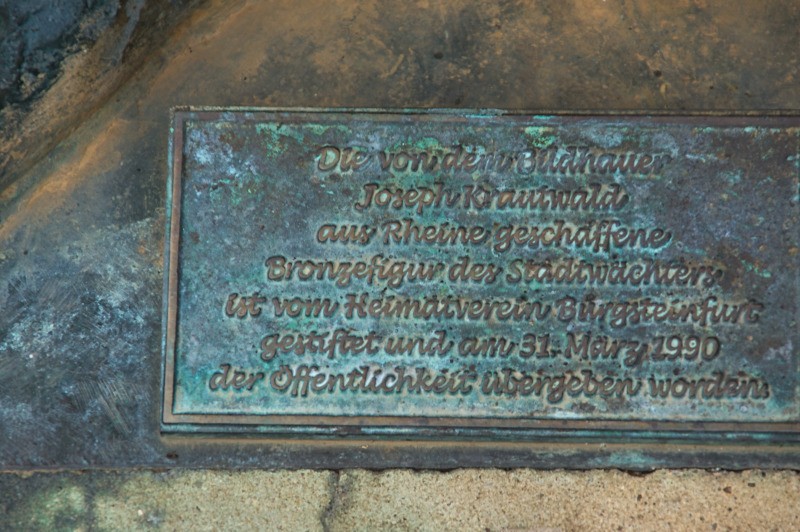 Die von dem Bildhauer
Joseph Krautwald
aus Rheine geschaffene
Bronzefigur des Stadtwächters
ist vom Heimatverein Burgsteinfurt
gestiftet und am 31. März 1990
der Öffentlichkeit übergeben worden.